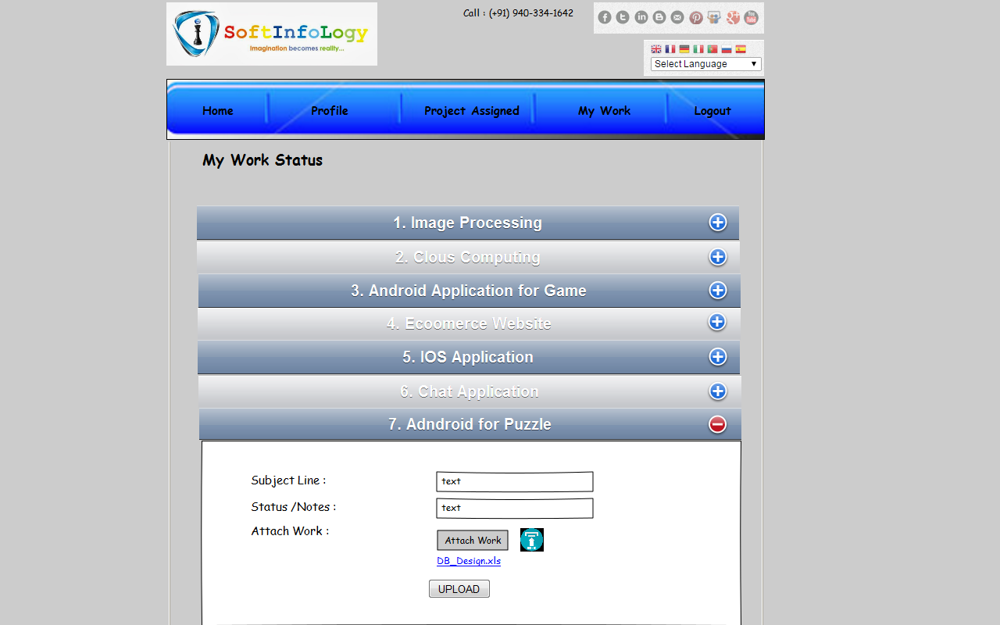 SoftInfoLogy
Imagination becomes reality...
Call : (+91) 940-334-1642
Select Language
Home
Profile
Project Assigned
My Work
Logout
My Work Status
1. Image Processing
2. Clous Computing
3. Android Application for Game
4. Ecoomerce Website
5. IOS Application
6. Chat Application
7. Adndroid for Puzzle
Subject Line :
text
Status /Notes :
text
Attach Work :
Attach Work
DB_Design.xls
UPLOAD